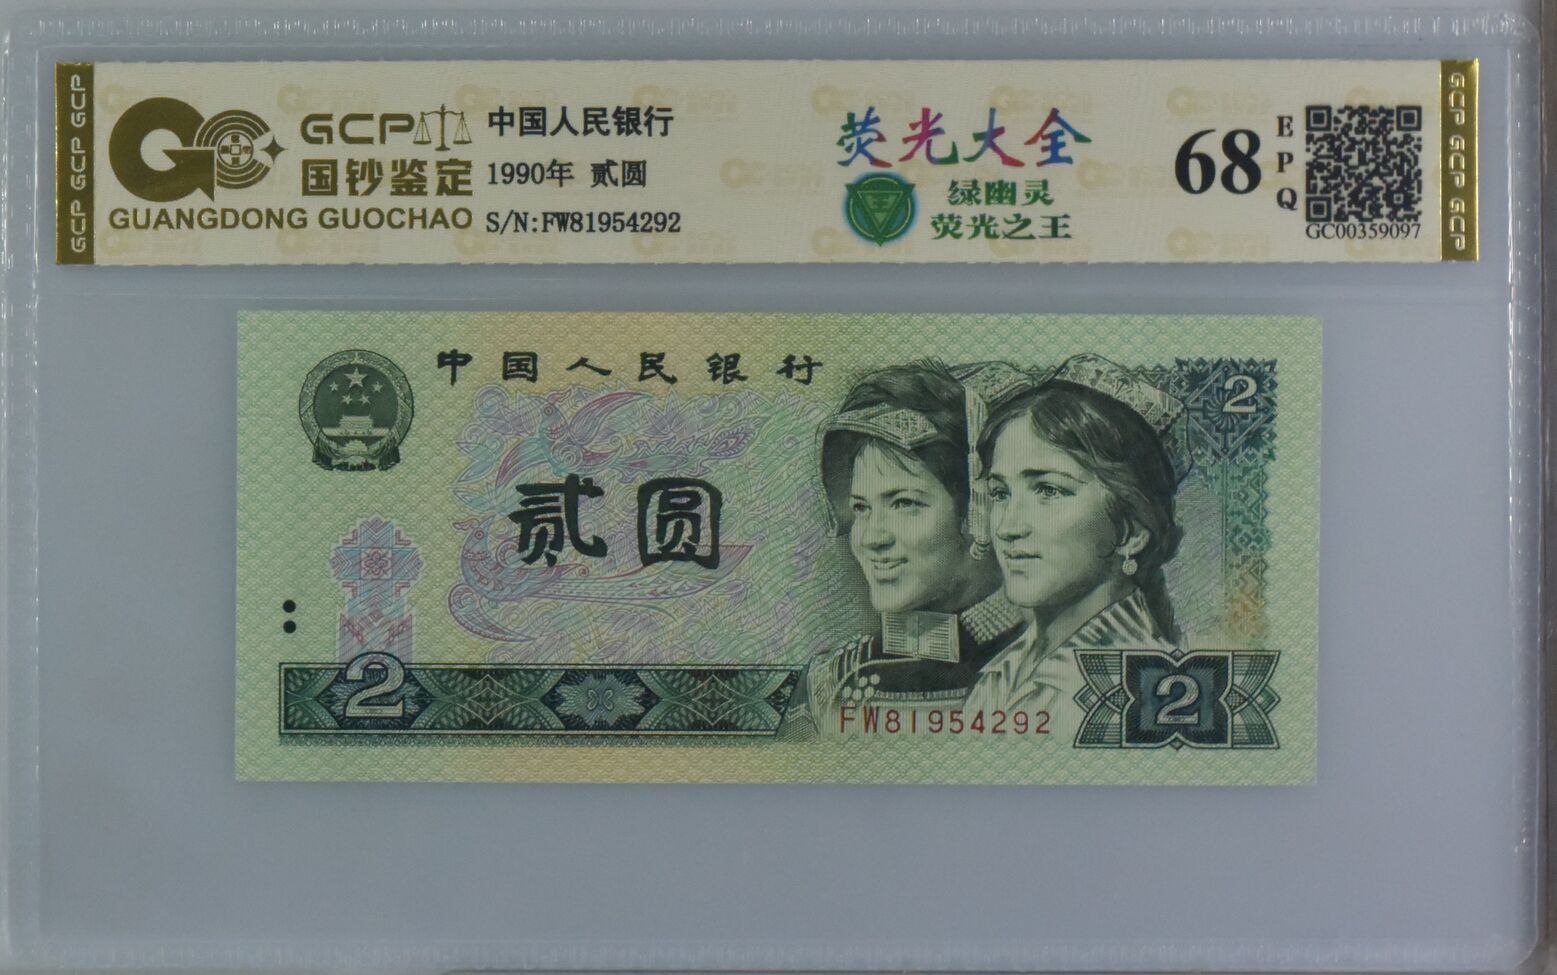 GCP GCP GCP
GCP
国钞鉴定
GUANGDONG GUOCHAO
中国人民银行
1990年 贰圆
S/N:FW81954292
荧光大全
王
绿幽灵
荧光之王
68
EPQ
GC00359097
GCP GCP GCP
中国人民银行
2
贰圆
2
FW81954292
2